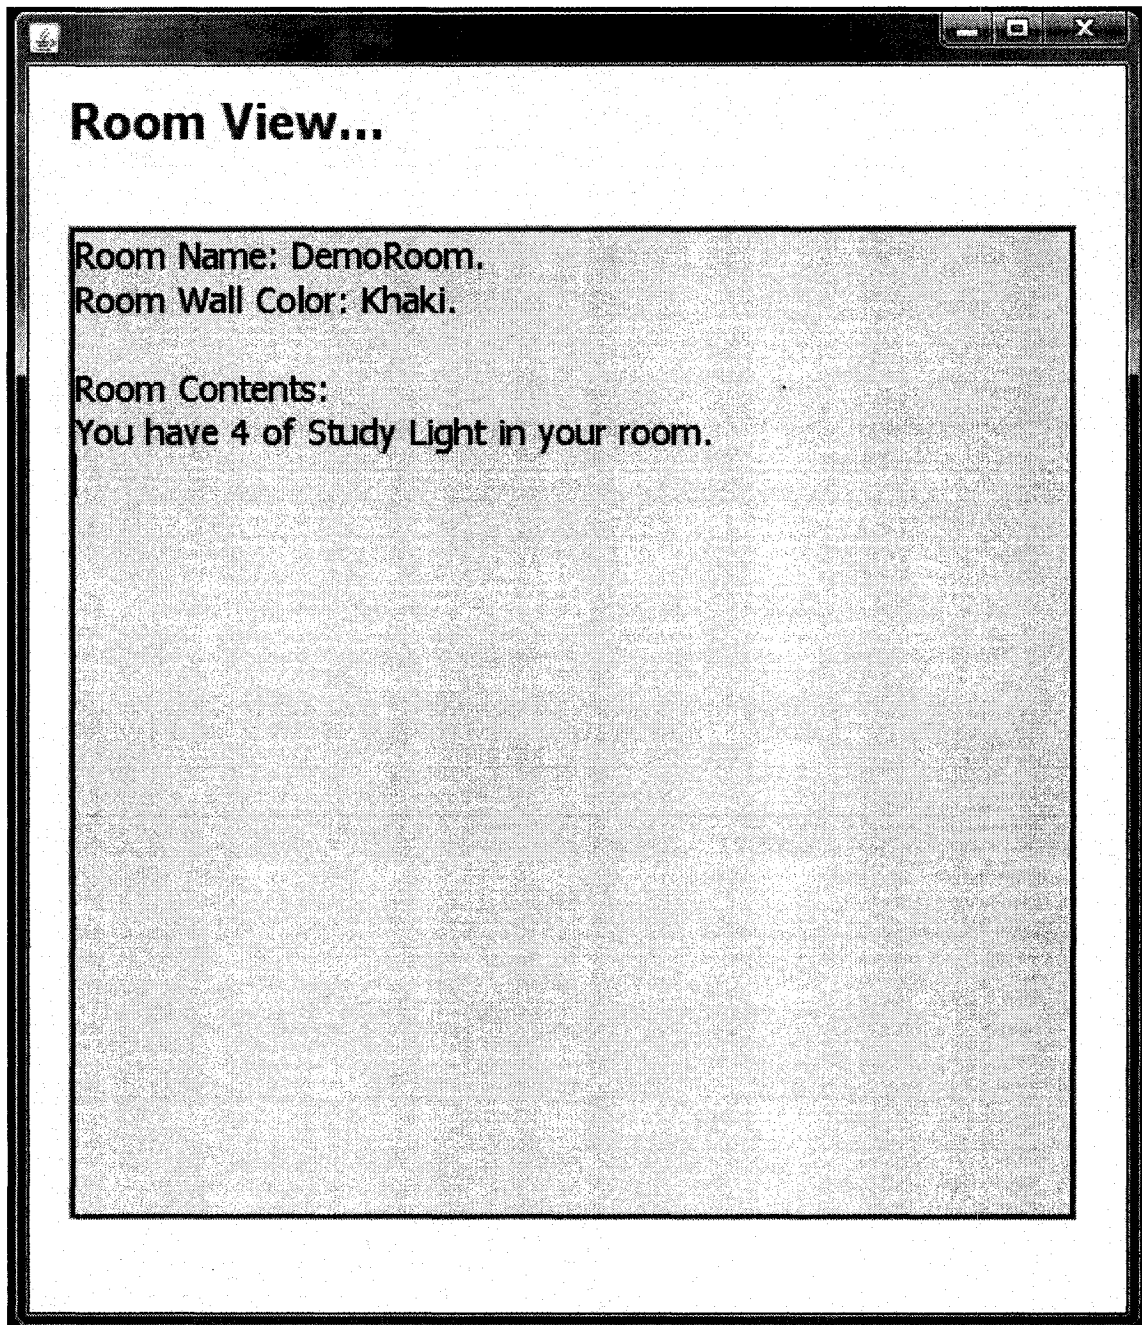 Room View...
Room Name: DemoRoom.
Room Wall Color: Khaki.
Room Contents:
You have 4 of Study Light in your room.